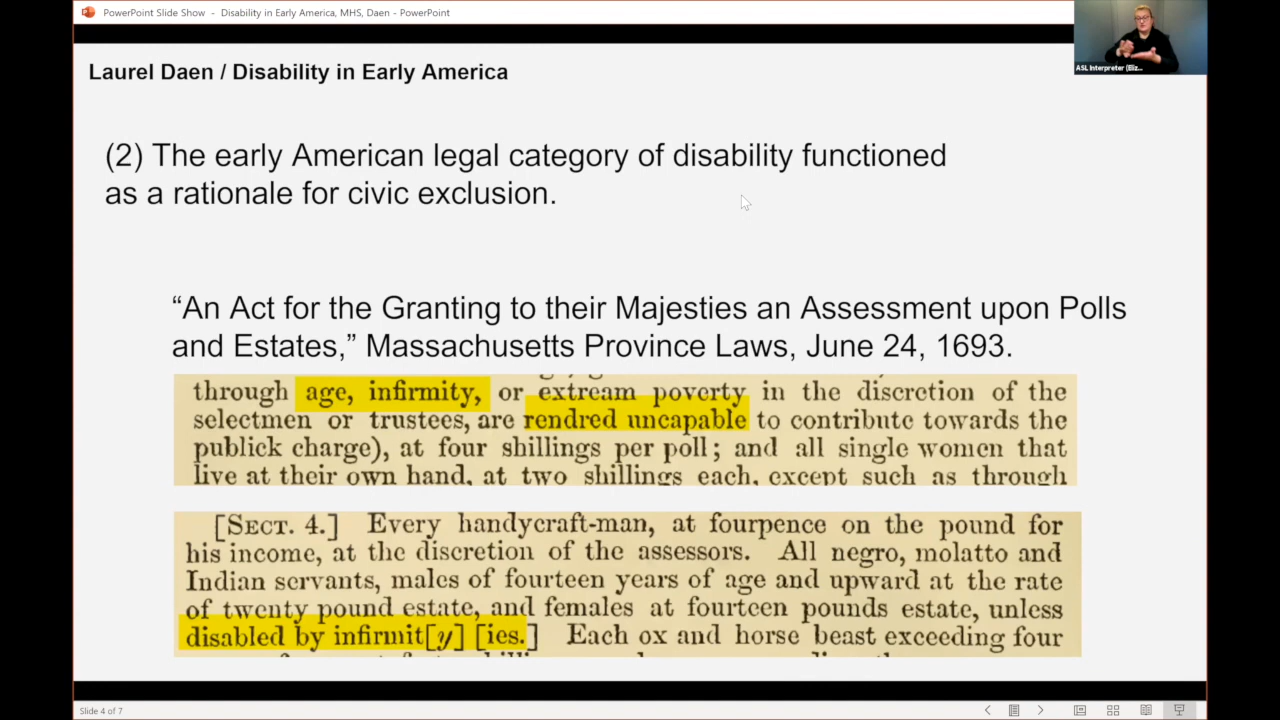 PowerPoint Slide Show - Disability in Early America, MHS, Daen - PowerPoint
ASL Interpreter (Eliz...
Laurel Daen / Disability in Early America
(2) The early American legal category of disability functioned
as a rationale for civic exclusion.
“An Act for the Granting to their Majesties an Assessment upon Polls
and Estates,” Massachusetts Province Laws, June 24, 1693.
through age, infirmity, or extream poverty in the discretion of the
selectmen or trustees, are rendred uncapable to contribute towards the
publick charge), at four shillings per poll; and all single women that
live at their own hand, at two shillings each, except such as through
[SECT. 4.] Every handycraft-man, at fourpence on the pound for
his income, at the discretion of the assessors. All negro, molatto and
Indian servants, males of fourteen years of age and upward at the rate
of twenty pound estate, and females at fourteen pounds estate, unless
disabled by infirmit[y] [ies.] Each ox and horse beast exceeding four
Slide 4 of 7